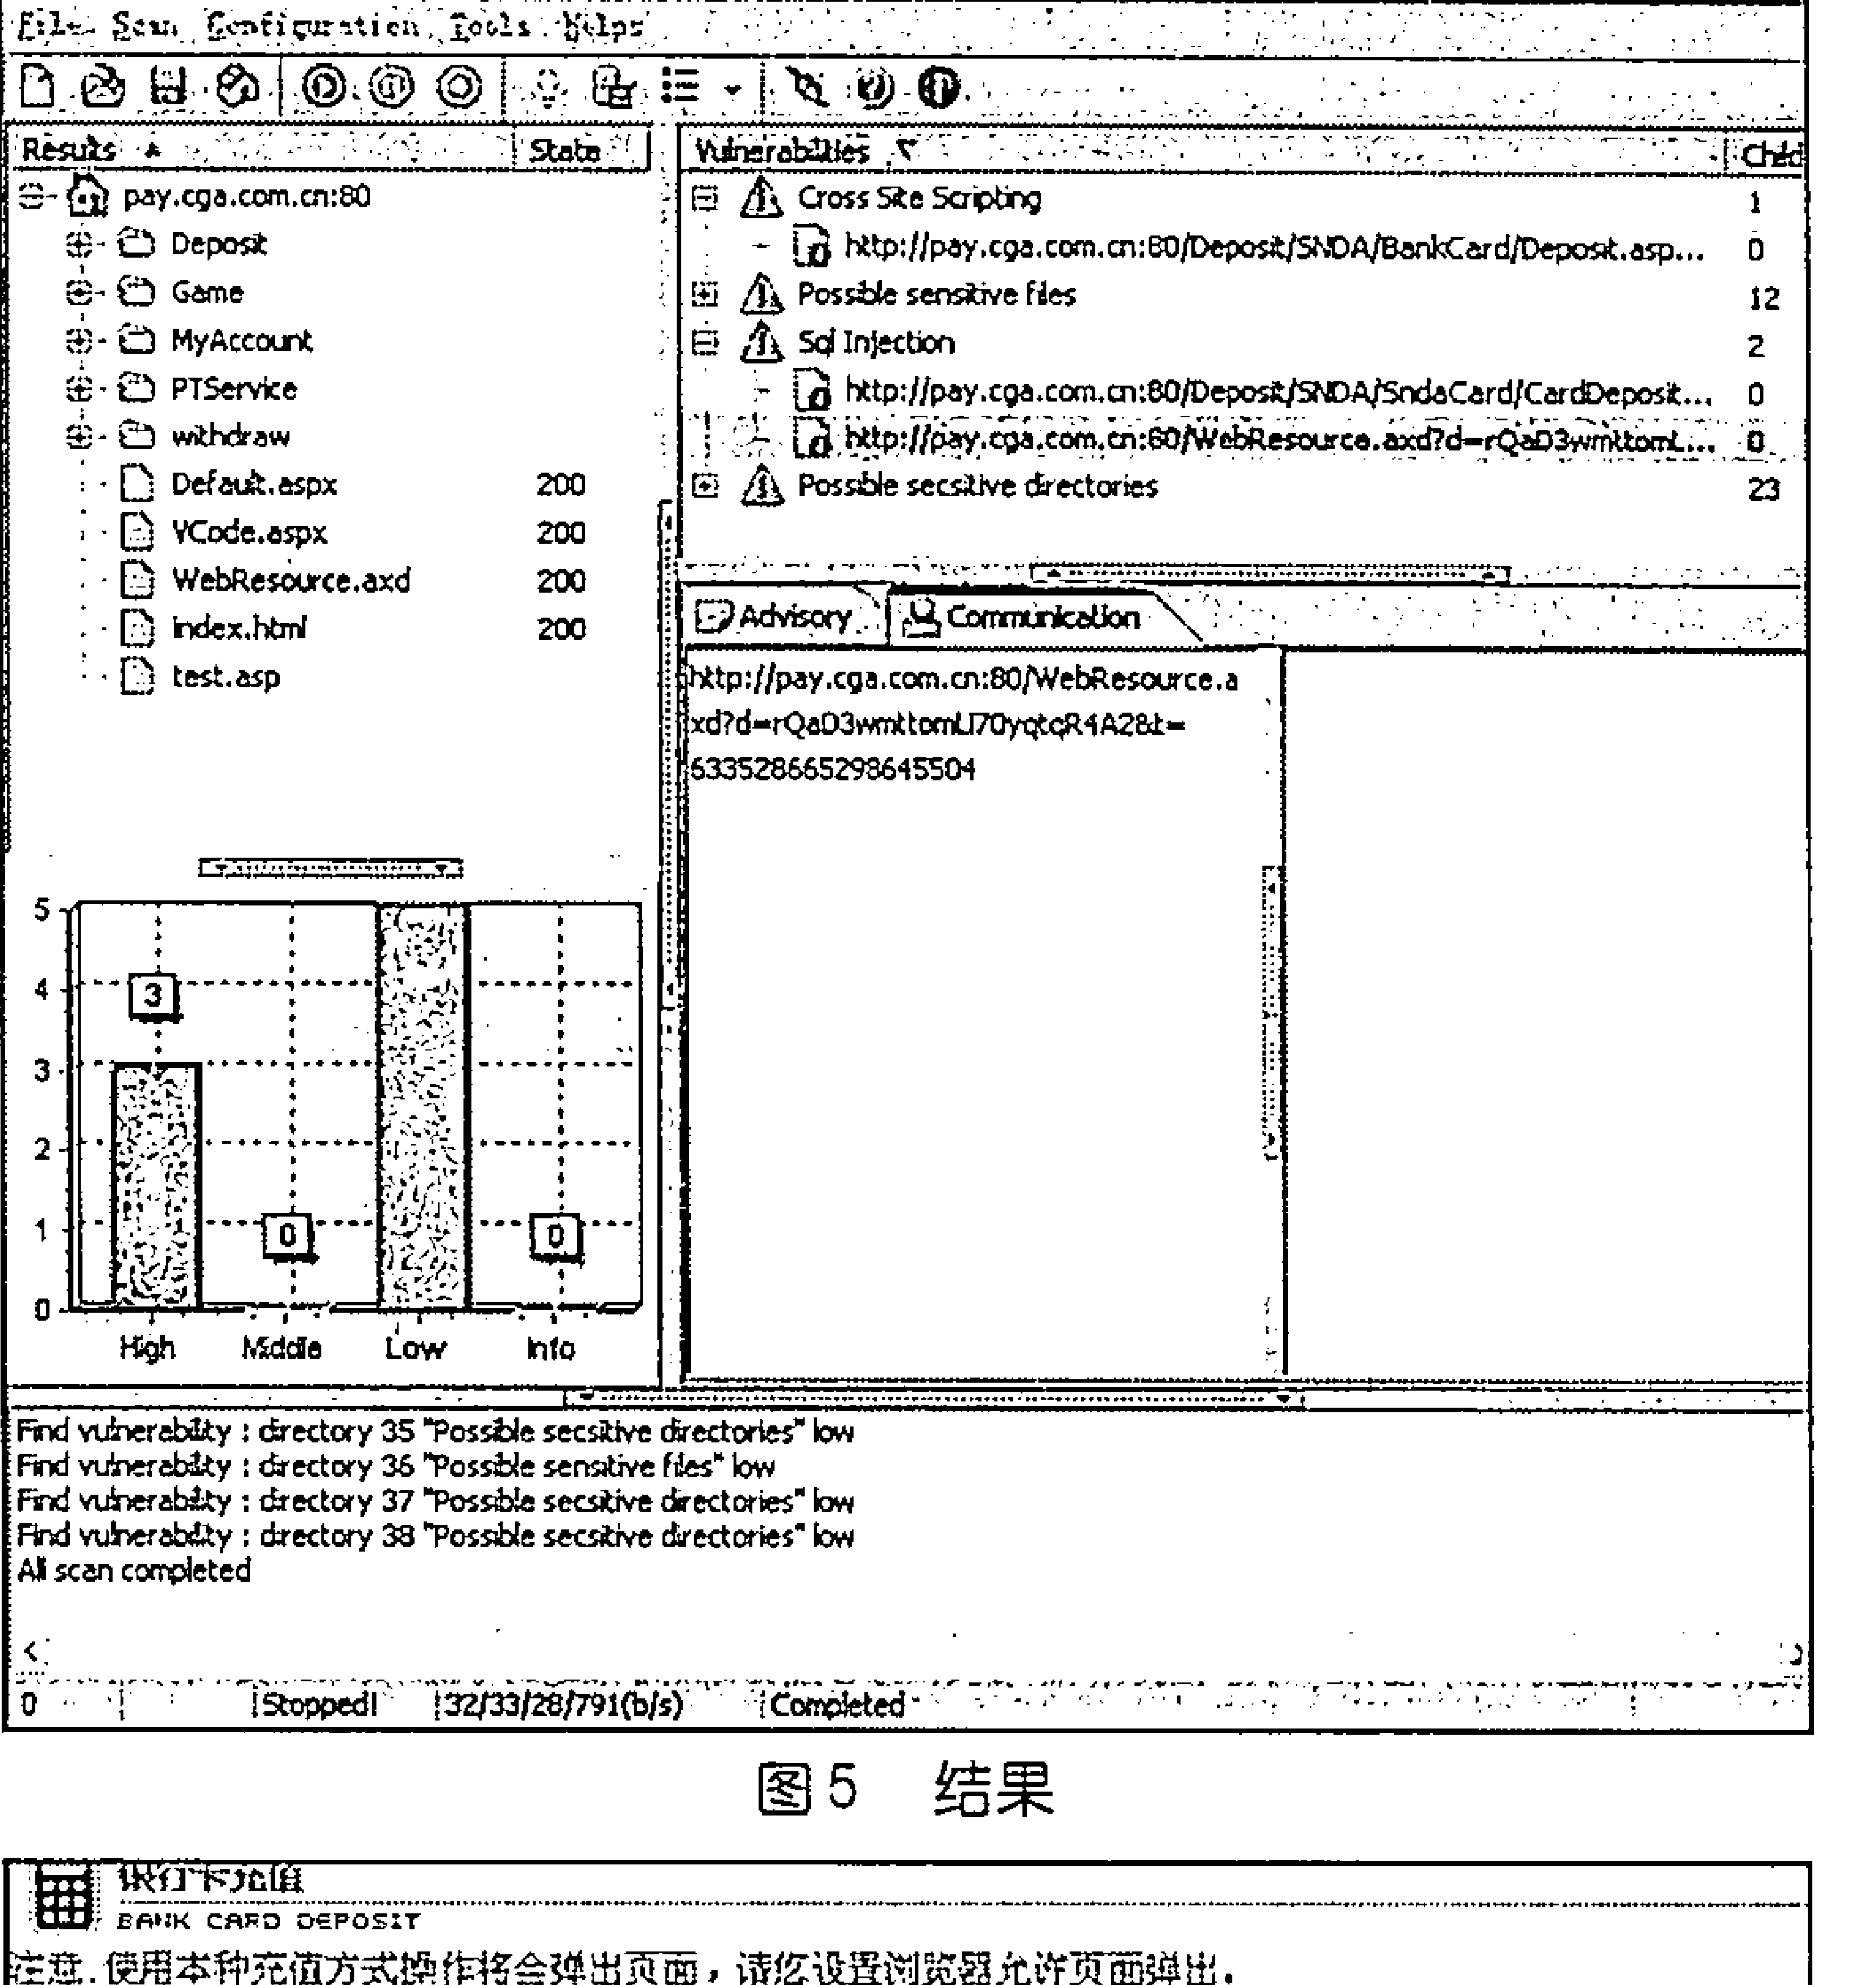 File Scan Configuration Tools Helps
Results State
pay.cga.com.cn:80
Deposit
Game
MyAccount
PTService
withdraw
Default.aspx 200
VCode.aspx 200
WebResource.axd 200
index.html 200
test.asp
Vulnerabilities Child
Cross Site Scripting 1
http://pay.cga.com.cn:80/Deposit/SNDA/BankCard/Deposit.asp... 0
Possible sensitive files 12
Sql Injection 2
http://pay.cga.com.cn:80/Deposit/SNDA/SndaCard/CardDeposit... 0
http://pay.cga.com.cn:80/WebResource.axd?d=rQaD3wmttomL... 0
Possible secsitive directories 23
Advisory Communication
http://pay.cga.com.cn:80/WebResource.a
xd?d=rQaD3wmttomU70yqtqR4A2&t=
633528665298645504
5
4
3
2
1
0
3
0
0
High Middle Low Info
Find vulnerability : directory 35 "Possible secsitive directories" low
Find vulnerability : directory 36 "Possible sensitive files" low
Find vulnerability : directory 37 "Possible secsitive directories" low
Find vulnerability : directory 38 "Possible secsitive directories" low
All scan completed
0 Stopped! 32/33/28/791(b/s) Completed
图5 结果
银行卡充值
BANK CARD DEPOSIT
注意.使用本种充值方式操作将会弹出页面，请您设置浏览器允许页面弹出.